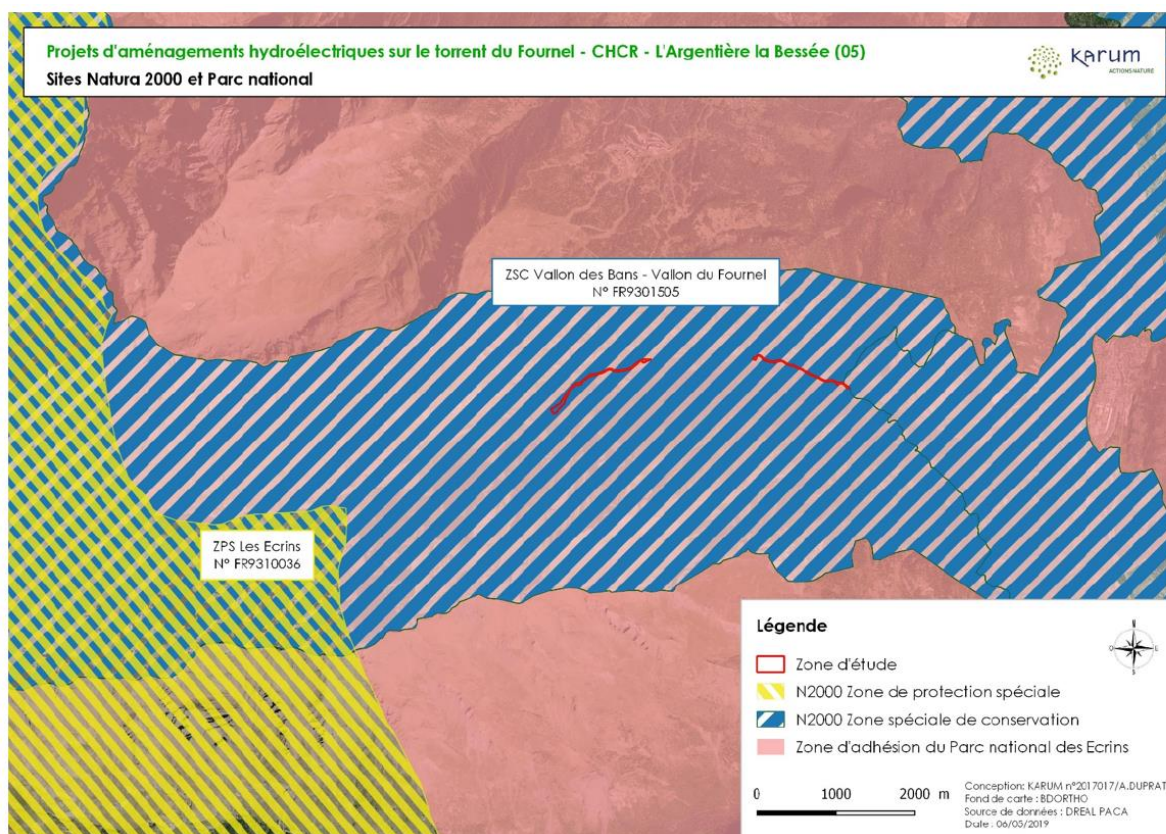 Projets d'aménagements hydroélectriques sur le torrent du Fournel - CHCR - L'Argentière la Bessée (05)
Sites Natura 2000 et Parc national
Karum
ACTIONS NATURE
ZSC Vallon des Bans - Vallon du Fournel
N° FR9301505
ZPS Les Ecrins
N° FR9310036
Légende
N
O
E
S
Zone d'étude
N2000 Zone de protection spéciale
N2000 Zone spéciale de conservation
Zone d'adhésion du Parc national des Ecrins
0 1000 2000 m
Conception: KARUM n°2017017/A.DUPRAT
Fond de carte : BDORTHO
Source de données : DREAL PACA
Date : 06/05/2019